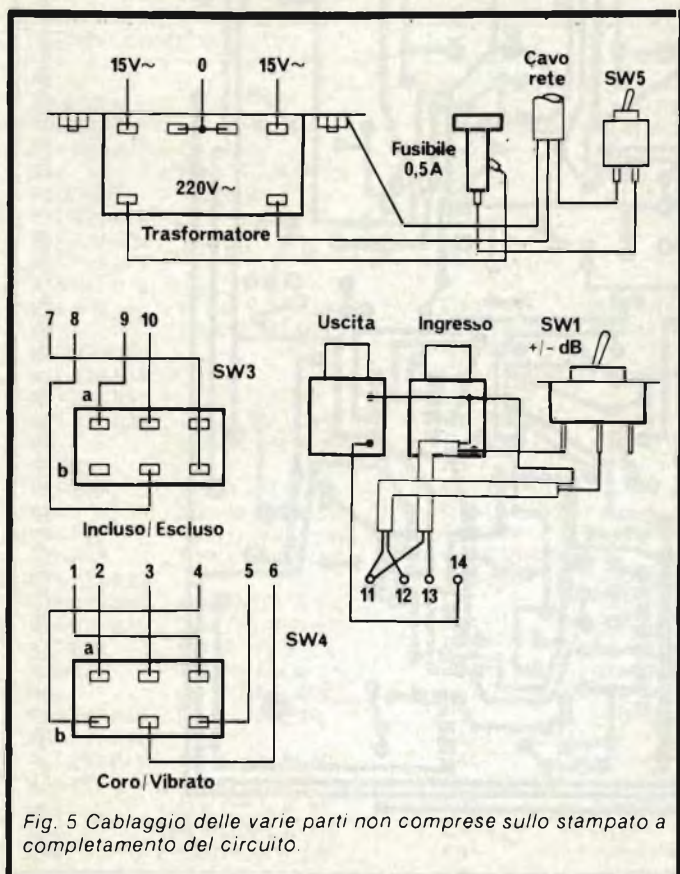 15V~ 0 15V~
220V~
Trasformatore
Fusibile
0,5A
Cavo
rete
SW5
7 8 9 10
SW3
a
b
Incluso/Escluso
1 2 3 4 5 6
SW4
a
b
Coro/Vibrato
Uscita
Ingresso
SW1
+/- dB
11 12 13 14
Fig. 5 Cablaggio delle varie parti non comprese sullo stampato a
completamento del circuito.